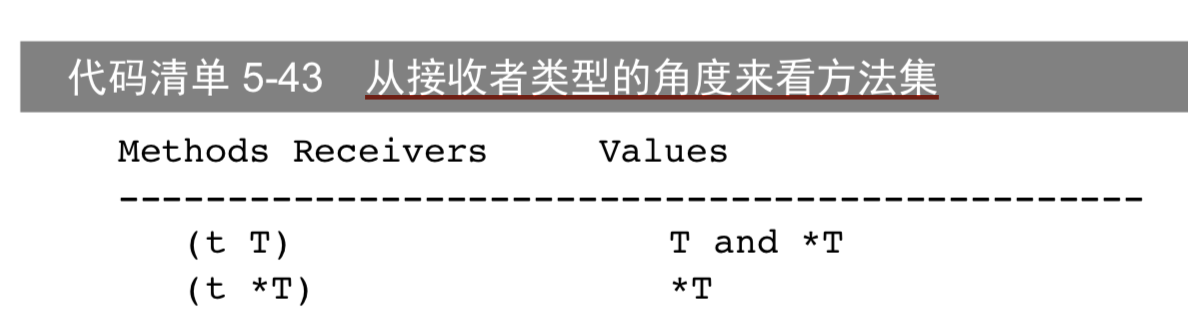 代码清单 5-43 从接收者类型的角度来看方法集
Methods Receivers Values
-----------------------------------------------
(t T) T and *T
(t *T) *T